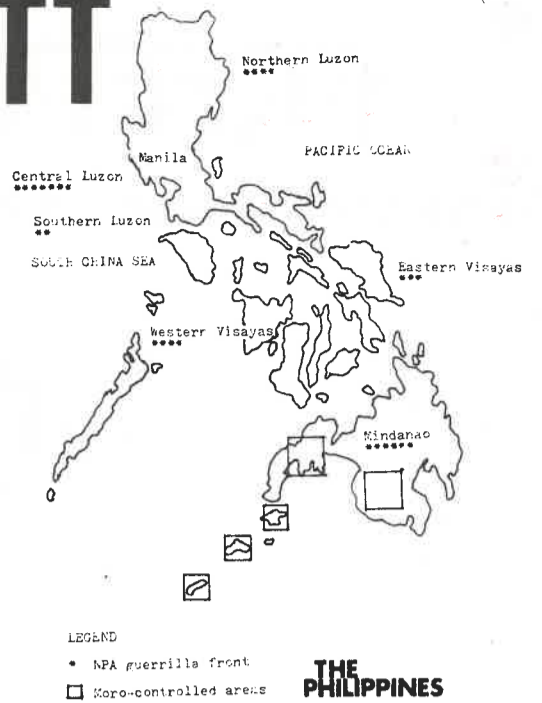 TT
Northern Luzon
****
Manila
PACIFIC OCEAN
Central Luzon
*******
Southern Luzon
**
SOUTH CHINA SEA
Eastern Visayas
***
Western Visayas
****
Mindanao
******
LEGEND
* NPA guerrilla front
Moro-controlled areas
THE
PHILIPPINES